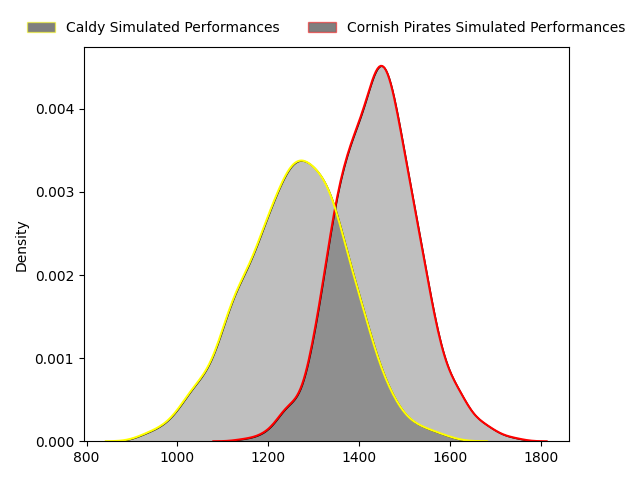 Caldy Simulated Performances
Cornish Pirates Simulated Performances
Density
0.004
0.003
0.002
0.001
0.000
800 1000 1200 1400 1600 1800